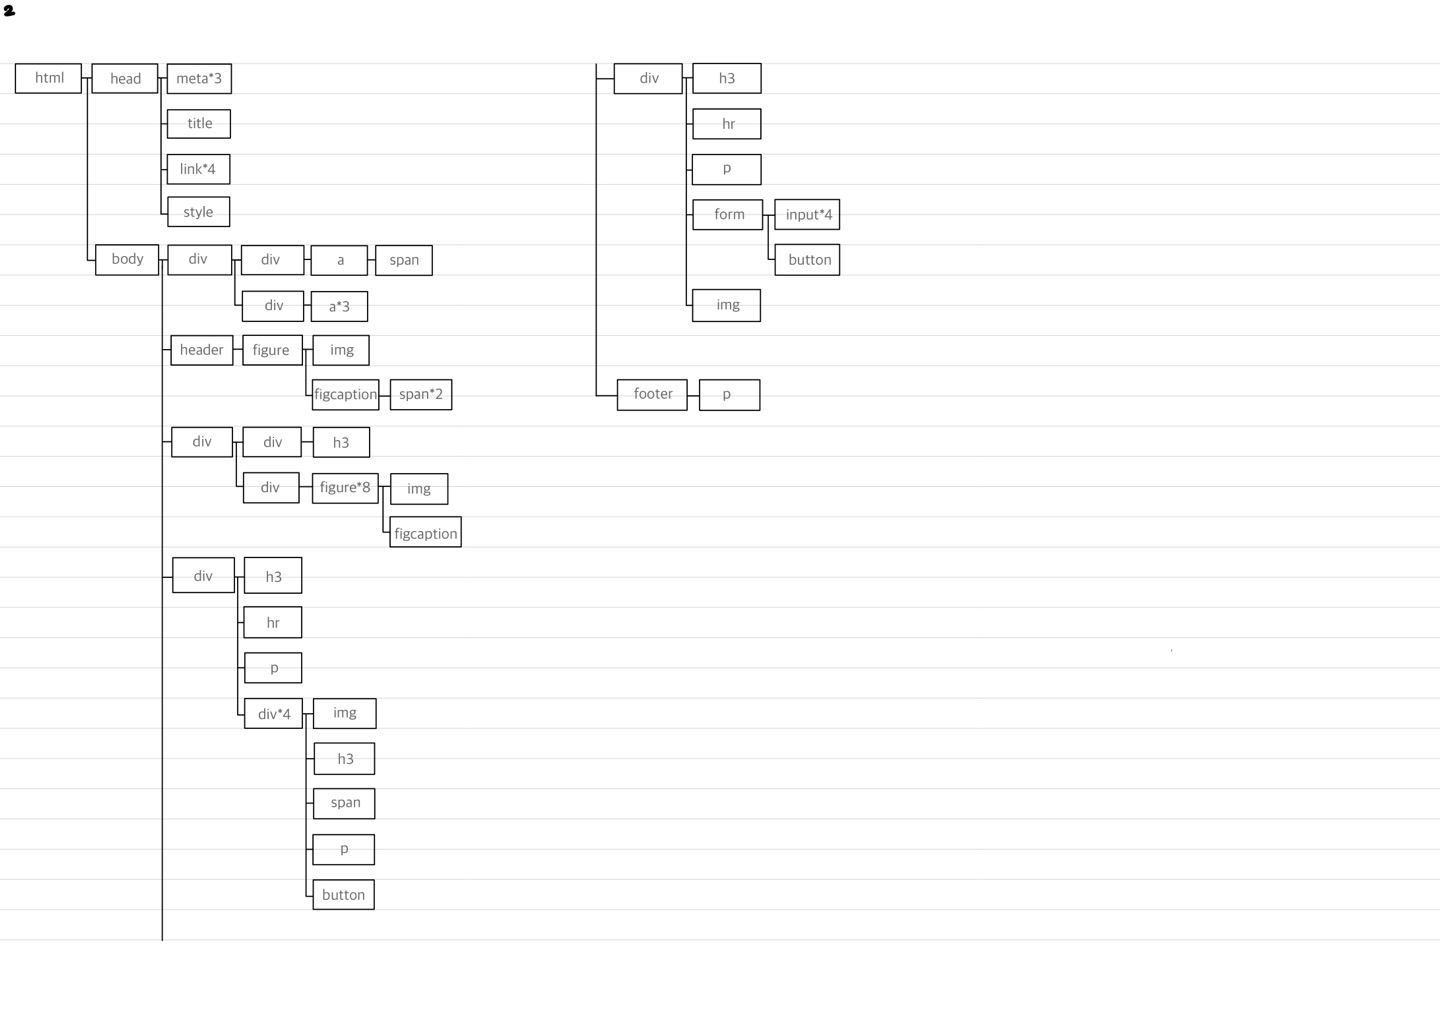 2
html head meta*3
title
link*4
style
body div div a span
div a*3
header figure img
figcaption span*2
div div h3
div figure*8 img
figcaption
div h3
hr
p
div*4 img
h3
span
p
button
div h3
hr
p
form input*4
button
img
footer p